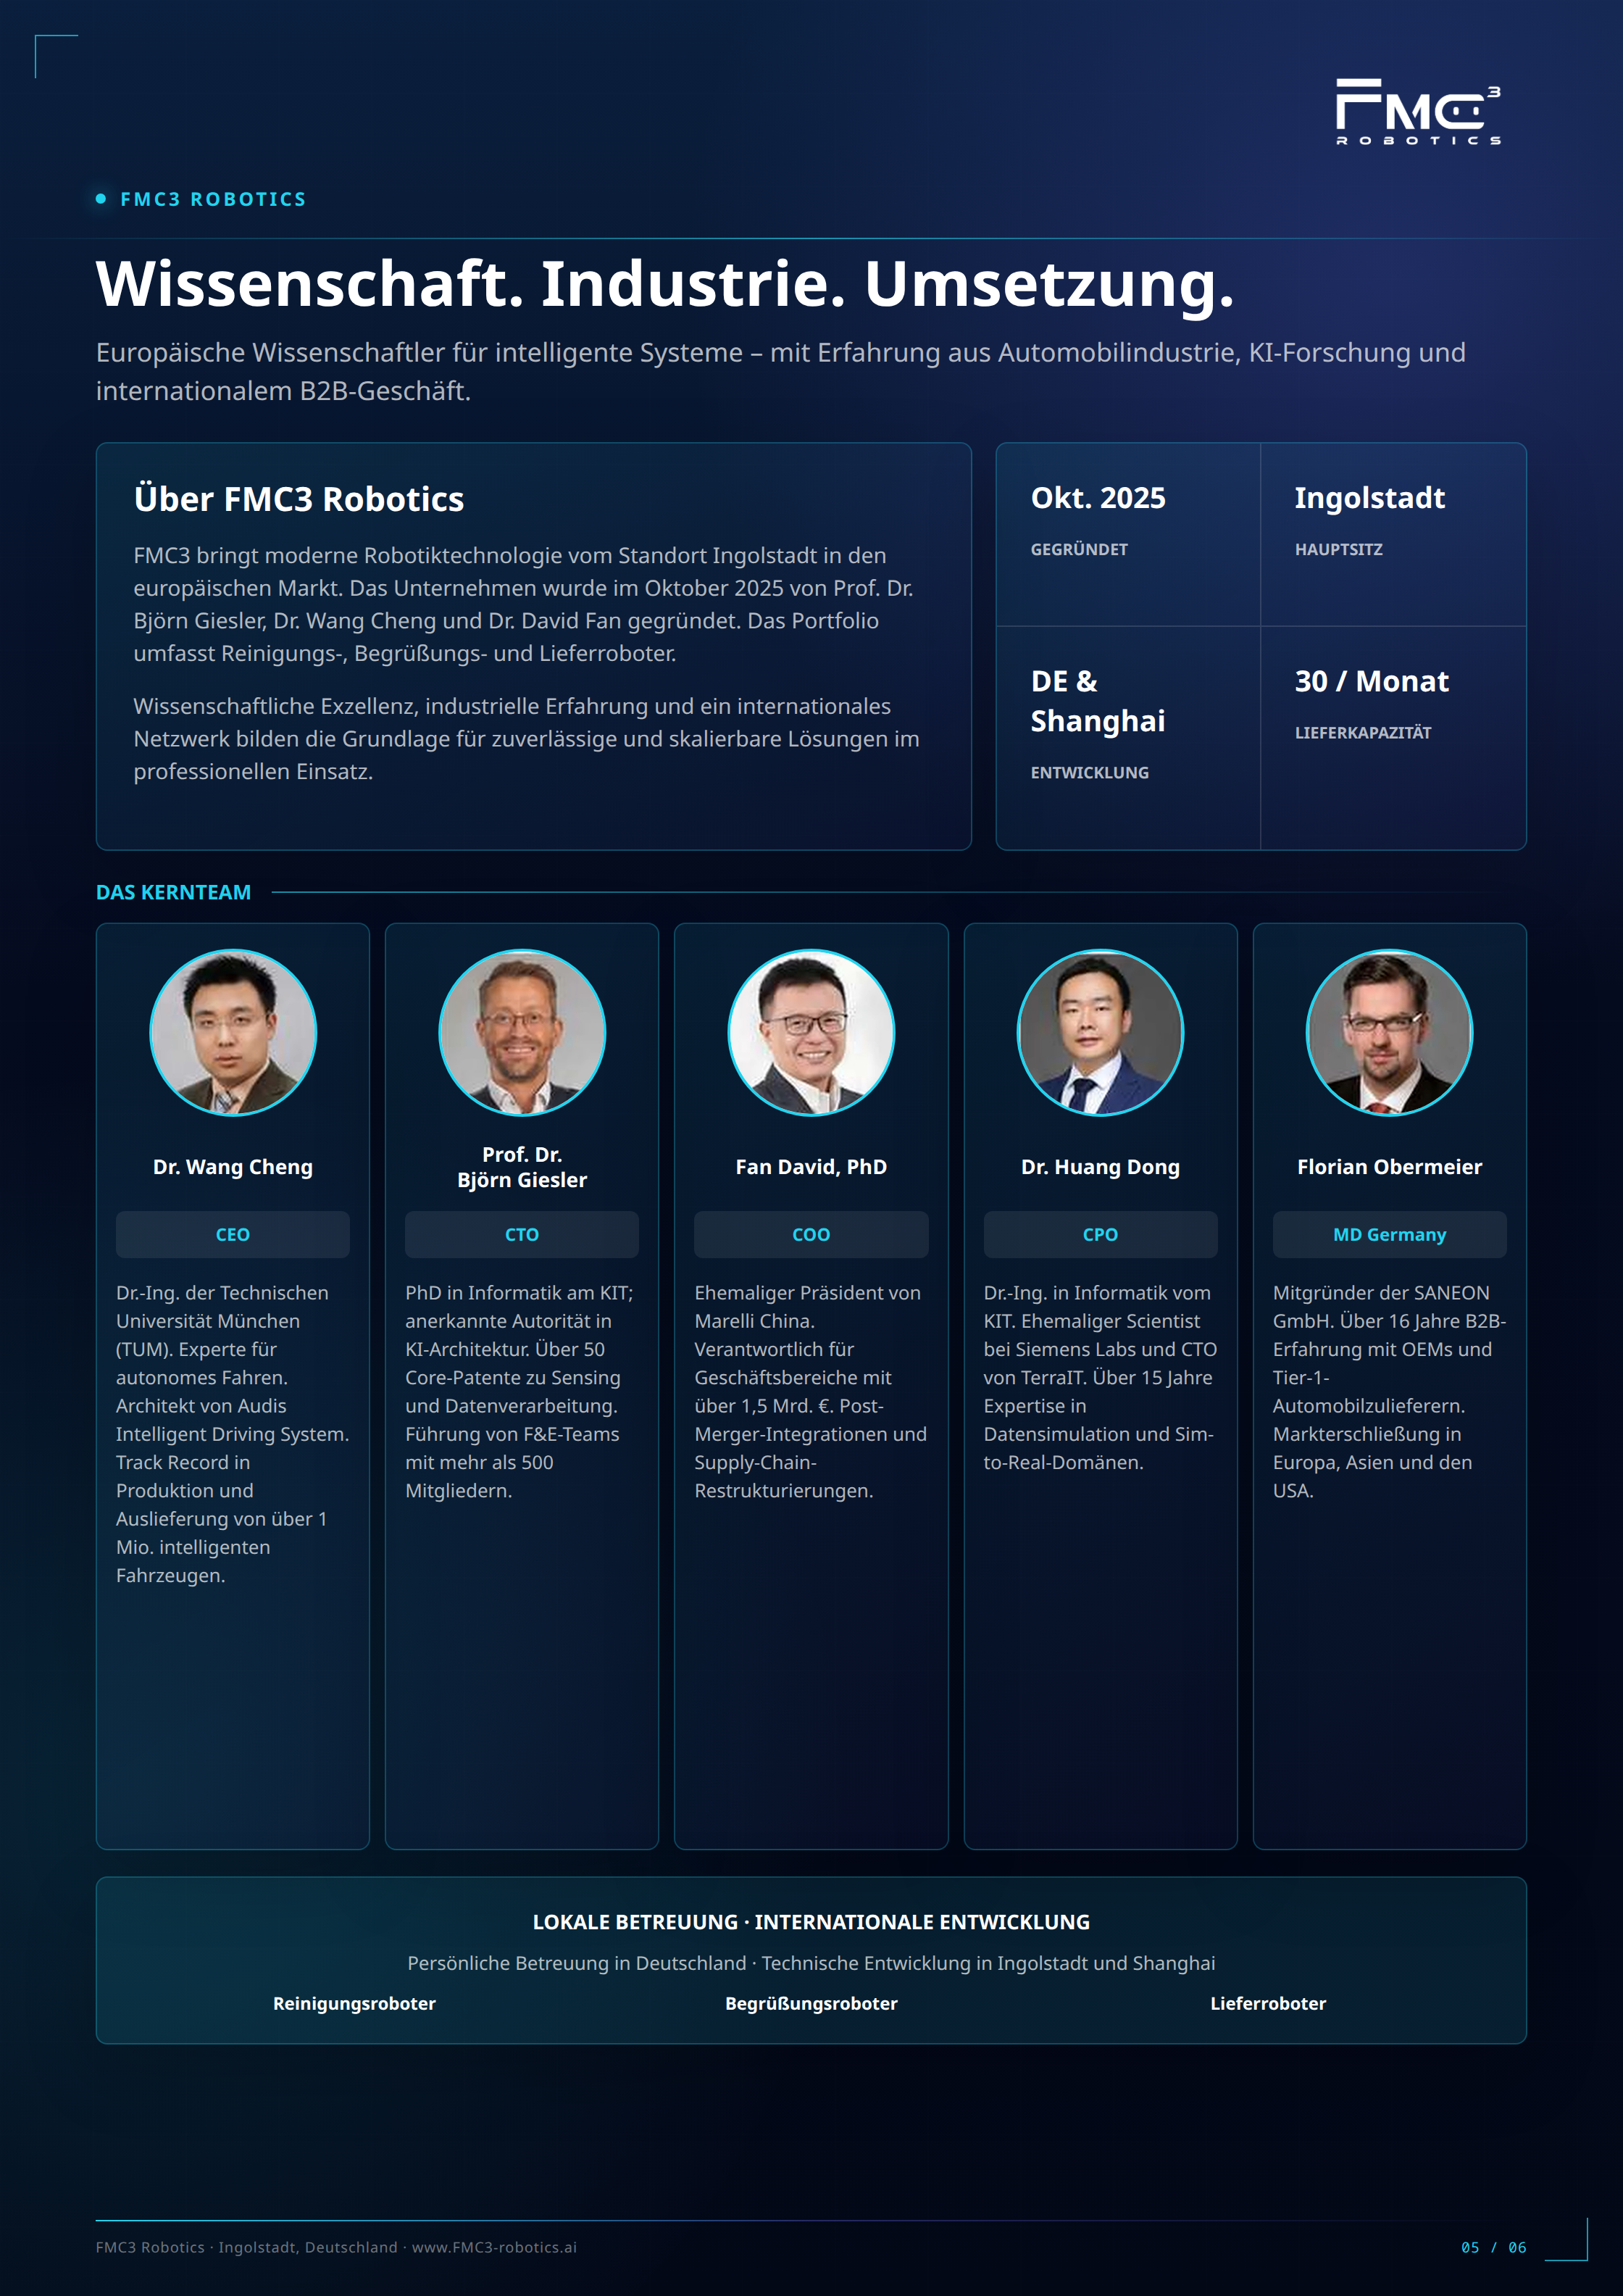 FMC3
ROBOTICS
FMC3 ROBOTICS
Wissenschaft. Industrie. Umsetzung.
Europäische Wissenschaftler für intelligente Systeme – mit Erfahrung aus Automobilindustrie, KI-Forschung und
internationalem B2B-Geschäft.
Über FMC3 Robotics
FMC3 bringt moderne Robotiktechnologie vom Standort Ingolstadt in den
europäischen Markt. Das Unternehmen wurde im Oktober 2025 von Prof. Dr.
Björn Giesler, Dr. Wang Cheng und Dr. David Fan gegründet. Das Portfolio
umfasst Reinigungs-, Begrüßungs- und Lieferroboter.
Wissenschaftliche Exzellenz, industrielle Erfahrung und ein internationales
Netzwerk bilden die Grundlage für zuverlässige und skalierbare Lösungen im
professionellen Einsatz.
Okt. 2025
GEGRÜNDET
Ingolstadt
HAUPTSITZ
DE &
Shanghai
ENTWICKLUNG
30 / Monat
LIEFERKAPAZITÄT
DAS KERNTEAM
Dr. Wang Cheng
CEO
Dr.-Ing. der Technischen
Universität München
(TUM). Experte für
autonomes Fahren.
Architekt von Audis
Intelligent Driving System.
Track Record in
Produktion und
Auslieferung von über 1
Mio. intelligenten
Fahrzeugen.
Prof. Dr.
Björn Giesler
CTO
PhD in Informatik am KIT;
anerkannte Autorität in
KI-Architektur. Über 50
Core-Patente zu Sensing
und Datenverarbeitung.
Führung von F&E-Teams
mit mehr als 500
Mitgliedern.
Fan David, PhD
COO
Ehemaliger Präsident von
Marelli China.
Verantwortlich für
Geschäftsbereiche mit
über 1,5 Mrd. €. Post-
Merger-Integrationen und
Supply-Chain-
Restrukturierungen.
Dr. Huang Dong
CPO
Dr.-Ing. in Informatik vom
KIT. Ehemaliger Scientist
bei Siemens Labs und CTO
von TerraIT. Über 15 Jahre
Expertise in
Datensimulation und Sim-
to-Real-Domänen.
Florian Obermeier
MD Germany
Mitgründer der SANEON
GmbH. Über 16 Jahre B2B-
Erfahrung mit OEMs und
Tier-1-
Automobilzulieferern.
Markterschließung in
Europa, Asien und den
USA.
LOKALE BETREUUNG · INTERNATIONALE ENTWICKLUNG
Persönliche Betreuung in Deutschland · Technische Entwicklung in Ingolstadt und Shanghai
Reinigungsroboter
Begrüßungsroboter
Lieferroboter
FMC3 Robotics · Ingolstadt, Deutschland · www.FMC3-robotics.ai
05 / 06